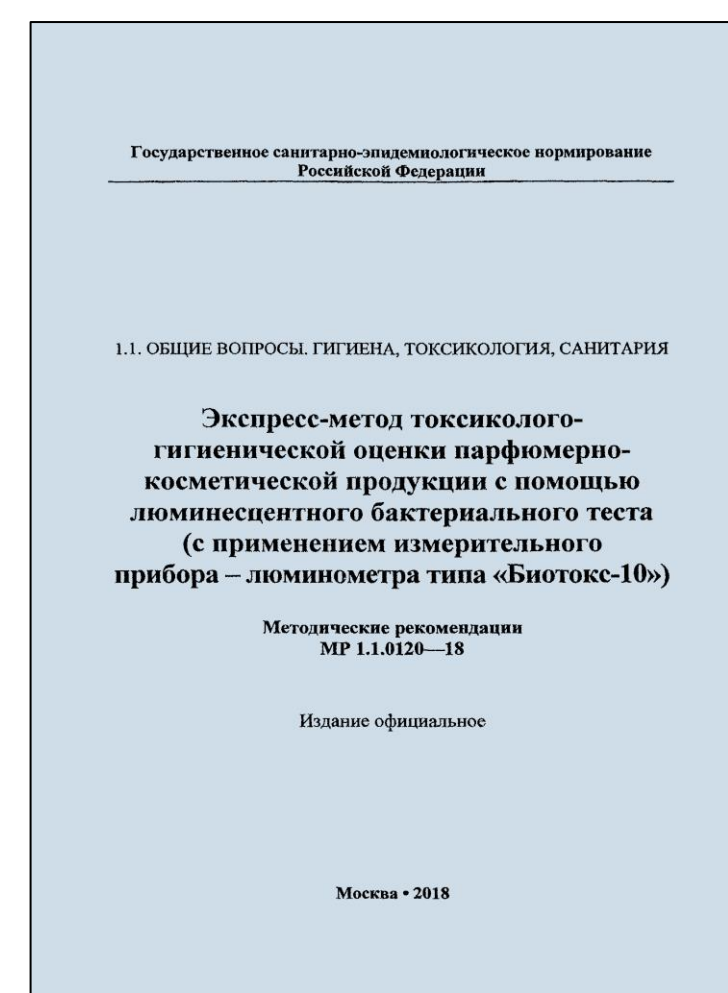 Государственное санитарно-эпидемиологическое нормирование
Российской Федерации
1.1. ОБЩИЕ ВОПРОСЫ. ГИГИЕНА, ТОКСИКОЛОГИЯ, САНИТАРИЯ
Экспресс-метод токсиколого-
гигиенической оценки парфюмерно-
косметической продукции с помощью
люминесцентного бактериального теста
(с применением измерительного
прибора – люминометра типа «Биотокс-10»)
Методические рекомендации
МР 1.1.0120—18
Издание официальное
Москва • 2018